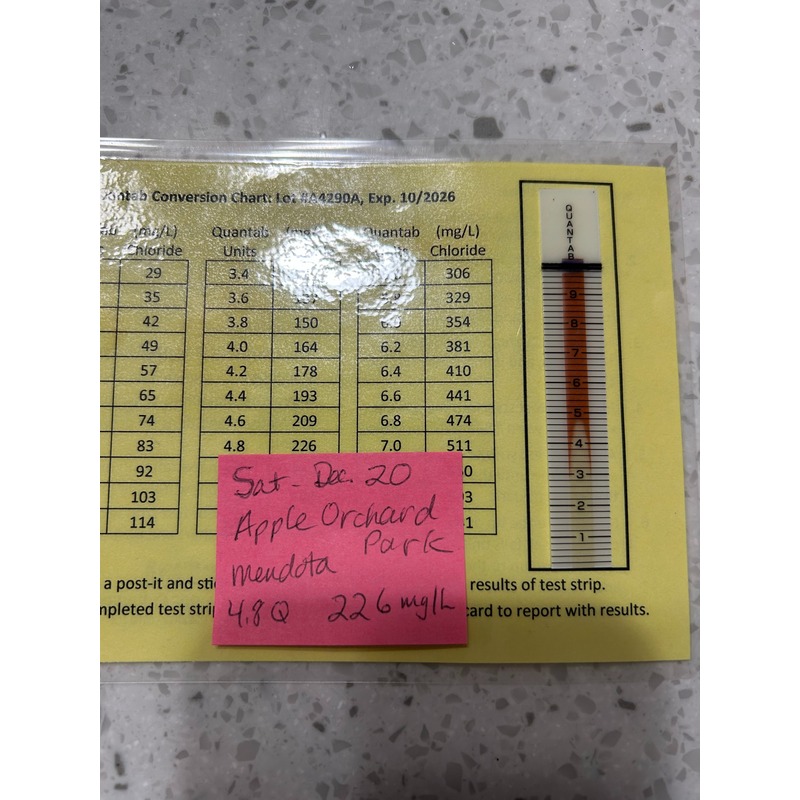 Conversion Chart: Lot #A4290A, Exp. 10/2026
(mg/L) Quantab Quantab (mg/L)
Chloride Units Chloride
29 3.4 306
35 3.6 329
42 3.8 150 354
49 4.0 164 6.2 381
57 4.2 178 6.4 410
65 4.4 193 6.6 441
74 4.6 209 6.8 474
83 4.8 226 7.0 511
92
103
114
Sat - Dec. 20
Apple Orchard
Park
Mendota
4.8 Q 226 mg/L
a post-it and results of test strip.
test card to report with results.
QUANTAB
9
8
7
6
5
4
3
2
1